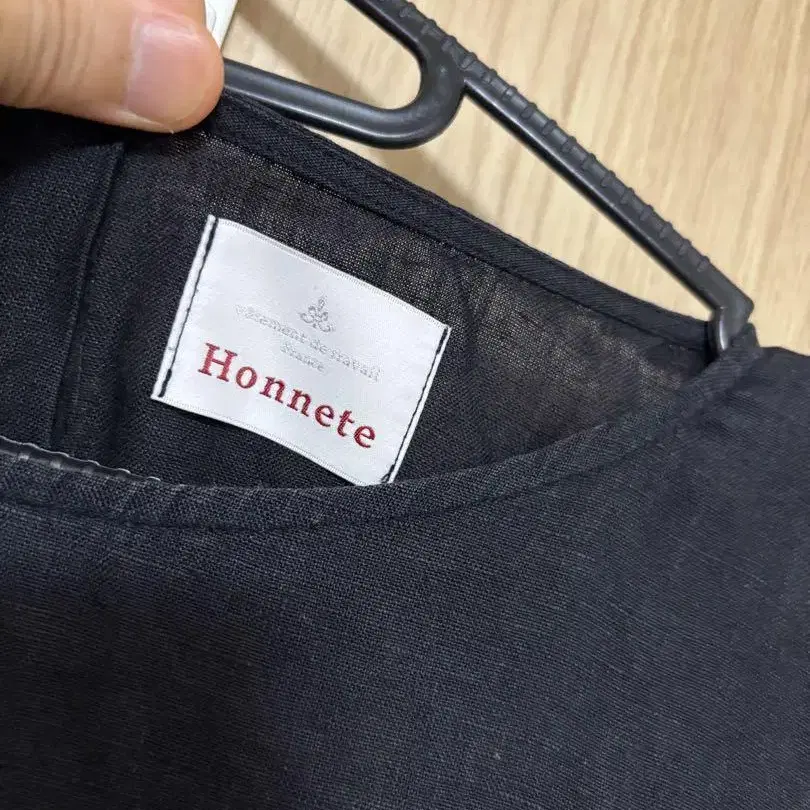 vêtement de travail
France
Honnete